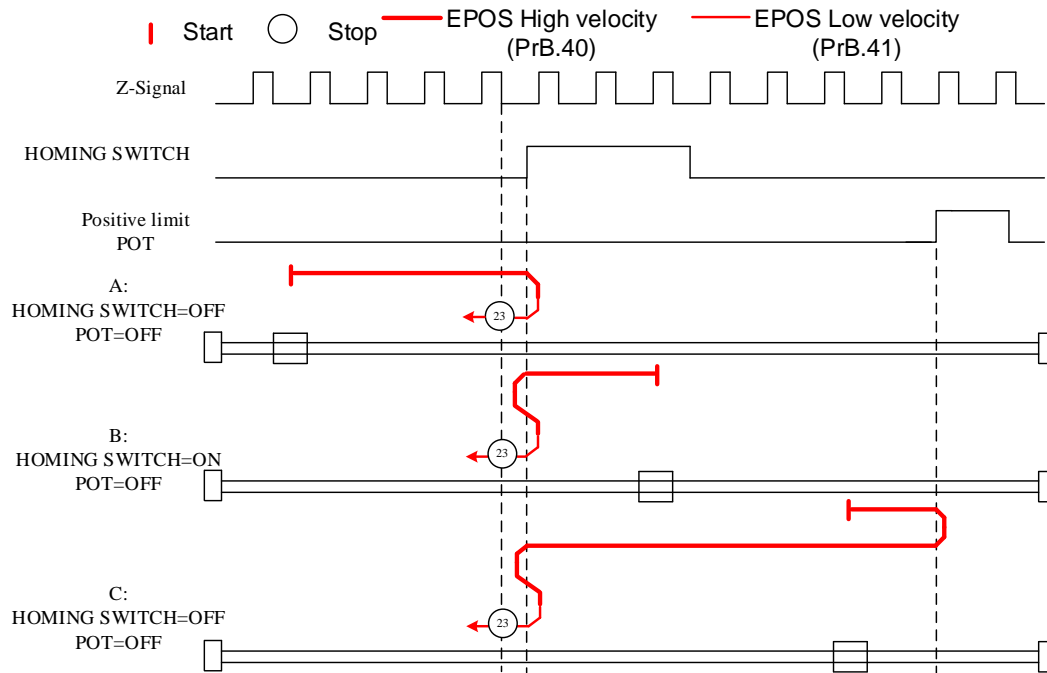 Start Stop EPOS High velocity EPOS Low velocity
(PrB.40) (PrB.41)
Z-Signal
HOMING SWITCH
Positive limit
POT
A:
HOMING SWITCH=OFF
POT=OFF
23
B:
HOMING SWITCH=ON
POT=OFF
23
C:
HOMING SWITCH=OFF
POT=OFF
23